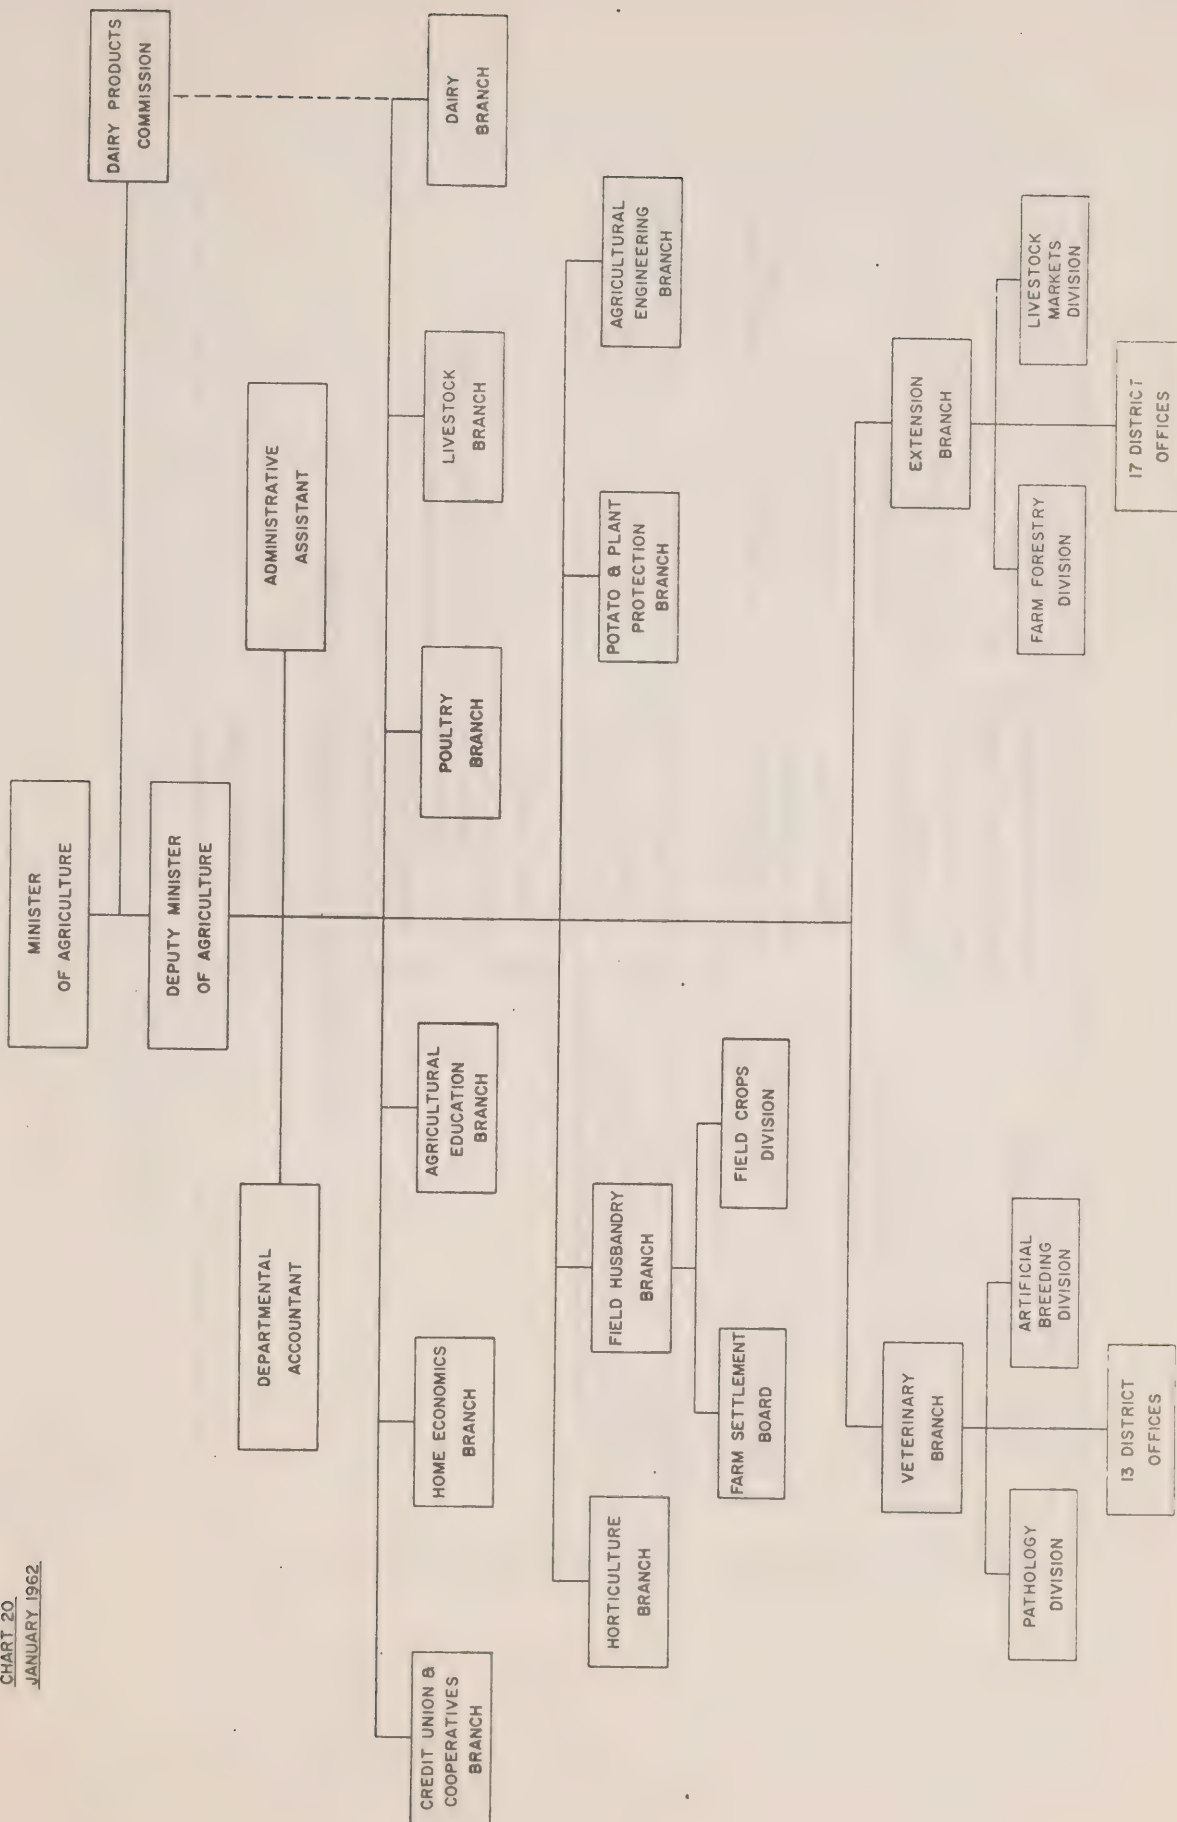 CHART 20
JANUARY 1962
MINISTER
OF AGRICULTURE
DAIRY PRODUCTS
COMMISSION
DEPUTY MINISTER
OF AGRICULTURE
DEPARTMENTAL
ACCOUNTANT
ADMINISTRATIVE
ASSISTANT
CREDIT UNION &
COOPERATIVES
BRANCH
HOME ECONOMICS
BRANCH
AGRICULTURAL
EDUCATION
BRANCH
POULTRY
BRANCH
LIVESTOCK
BRANCH
DAIRY
BRANCH
HORTICULTURE
BRANCH
FIELD HUSBANDRY
BRANCH
POTATO & PLANT
PROTECTION
BRANCH
AGRICULTURAL
ENGINEERING
BRANCH
FARM SETTLEMENT
BOARD
FIELD CROPS
DIVISION
VETERINARY
BRANCH
EXTENSION
BRANCH
PATHOLOGY
DIVISION
ARTIFICIAL
BREEDING
DIVISION
FARM FORESTRY
DIVISION
LIVESTOCK
MARKETS
DIVISION
13 DISTRICT
OFFICES
17 DISTRICT
OFFICES